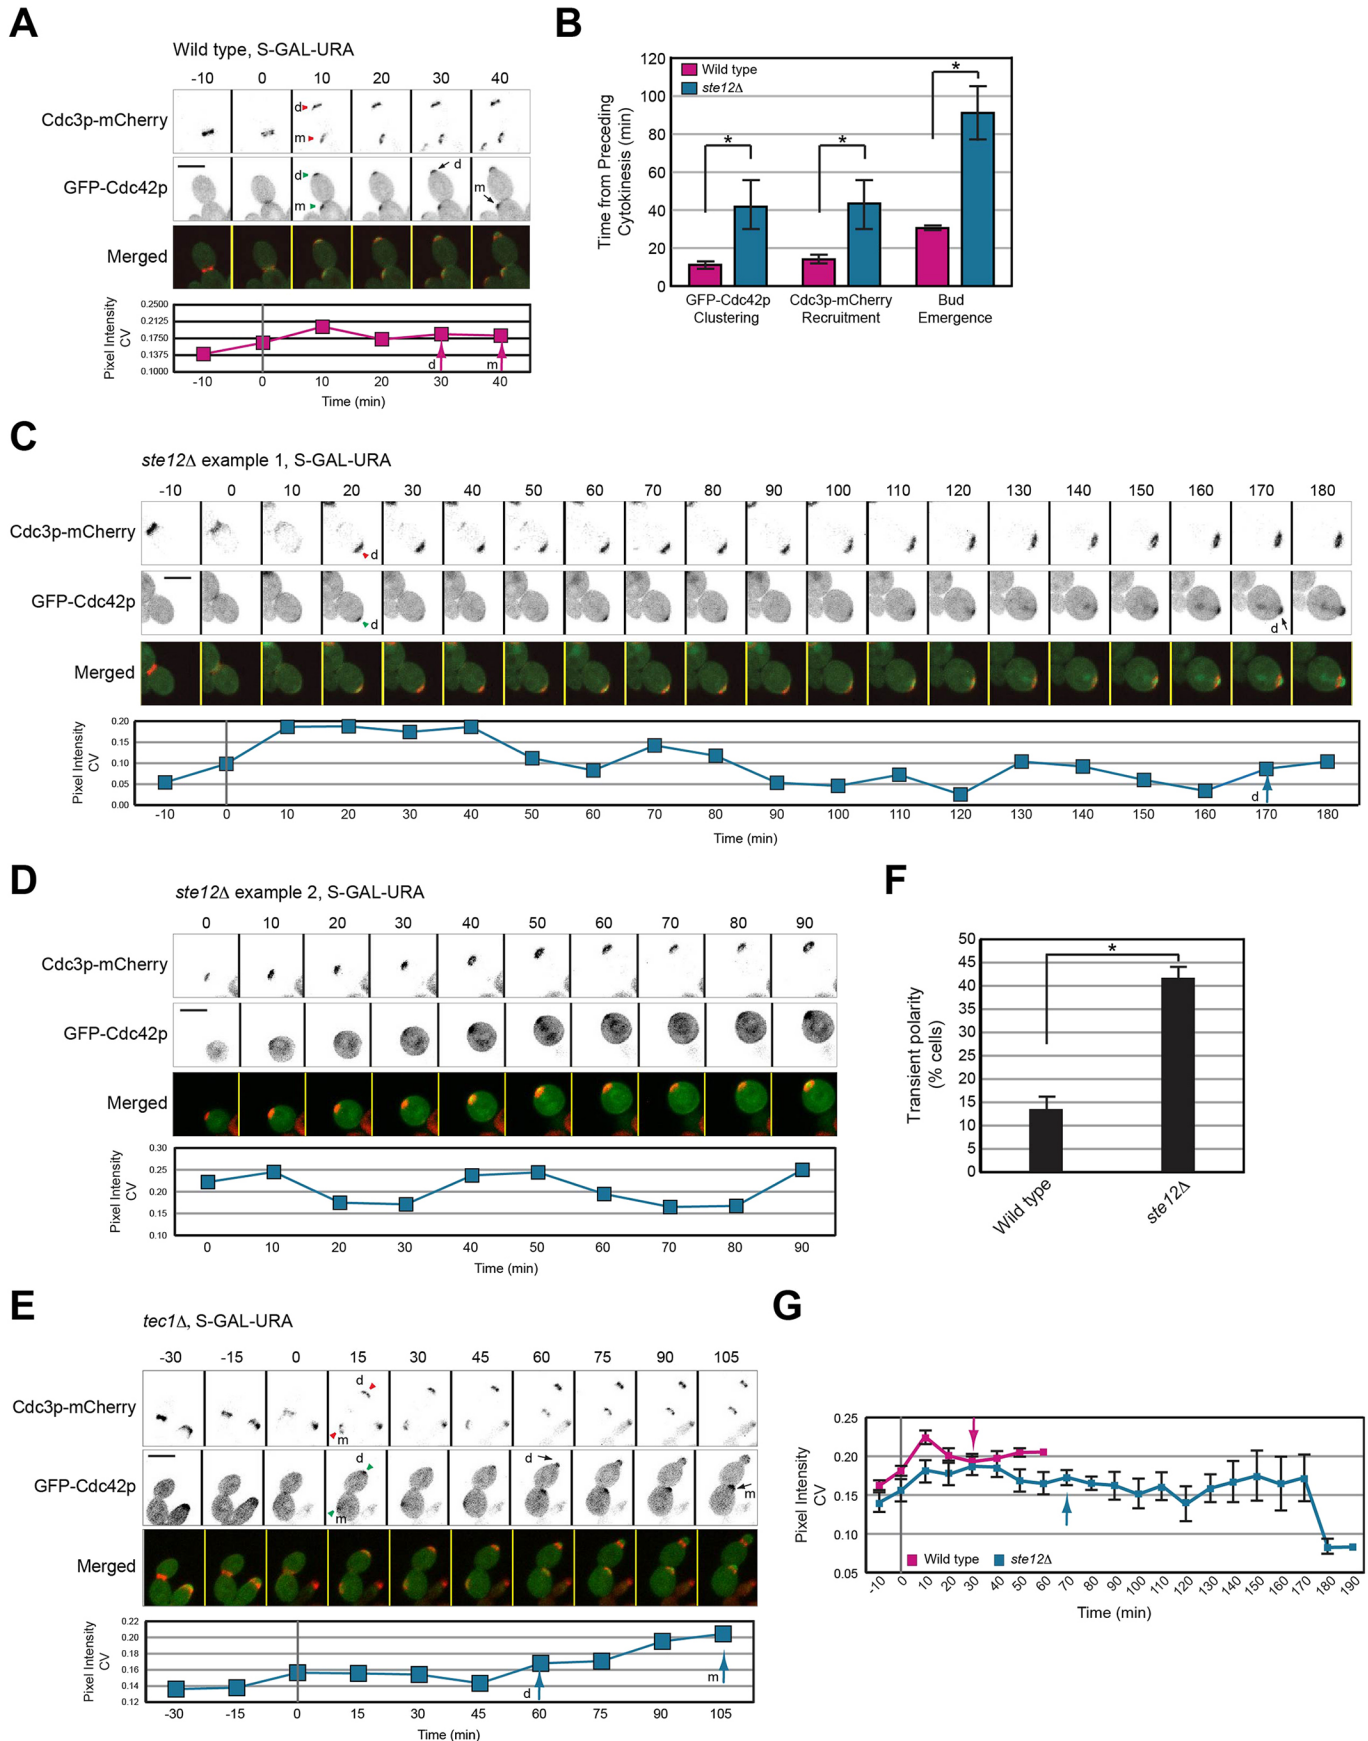 A
Wild type, S-GAL-URA
-10 0 10 20 30 40
Cdc3p-mCherry
d
m
GFP-Cdc42p
d
m
d
m
Merged
Pixel Intensity
CV
0.2500
0.2125
0.1750
0.1375
0.1000
d
m
-10 0 10 20 30 40
Time (min)
B
Time from Preceding
Cytokinesis (min)
120
100
80
60
40
20
0
Wild type
ste12Δ
*
*
*
GFP-Cdc42p
Clustering
Cdc3p-mCherry
Recruitment
Bud
Emergence
C
ste12Δ example 1, S-GAL-URA
-10 0 10 20 30 40 50 60 70 80 90 100 110 120 130 140 150 160 170 180
Cdc3p-mCherry
d
GFP-Cdc42p
d
d
Merged
Pixel Intensity
CV
0.20
0.15
0.10
0.05
0.00
d
-10 0 10 20 30 40 50 60 70 80 90 100 110 120 130 140 150 160 170 180
Time (min)
D
ste12Δ example 2, S-GAL-URA
0 10 20 30 40 50 60 70 80 90
Cdc3p-mCherry
GFP-Cdc42p
Merged
Pixel Intensity
CV
0.30
0.25
0.20
0.15
0.10
0 10 20 30 40 50 60 70 80 90
Time (min)
F
Transient polarity
(% cells)
50
45
40
35
30
25
20
15
10
5
0
*
Wild type
ste12Δ
E
tec1Δ, S-GAL-URA
-30 -15 0 15 30 45 60 75 90 105
Cdc3p-mCherry
d
m
GFP-Cdc42p
d
m
d
m
Merged
Pixel Intensity
CV
0.22
0.20
0.18
0.16
0.14
0.12
d
m
-30 -15 0 15 30 45 60 75 90 105
Time (min)
G
Pixel Intensity
CV
0.25
0.20
0.15
0.10
0.05
Wild type
ste12Δ
-10 0 10 20 30 40 50 60 70 80 90 100 110 120 130 140 150 160 170 180 190
Time (min)